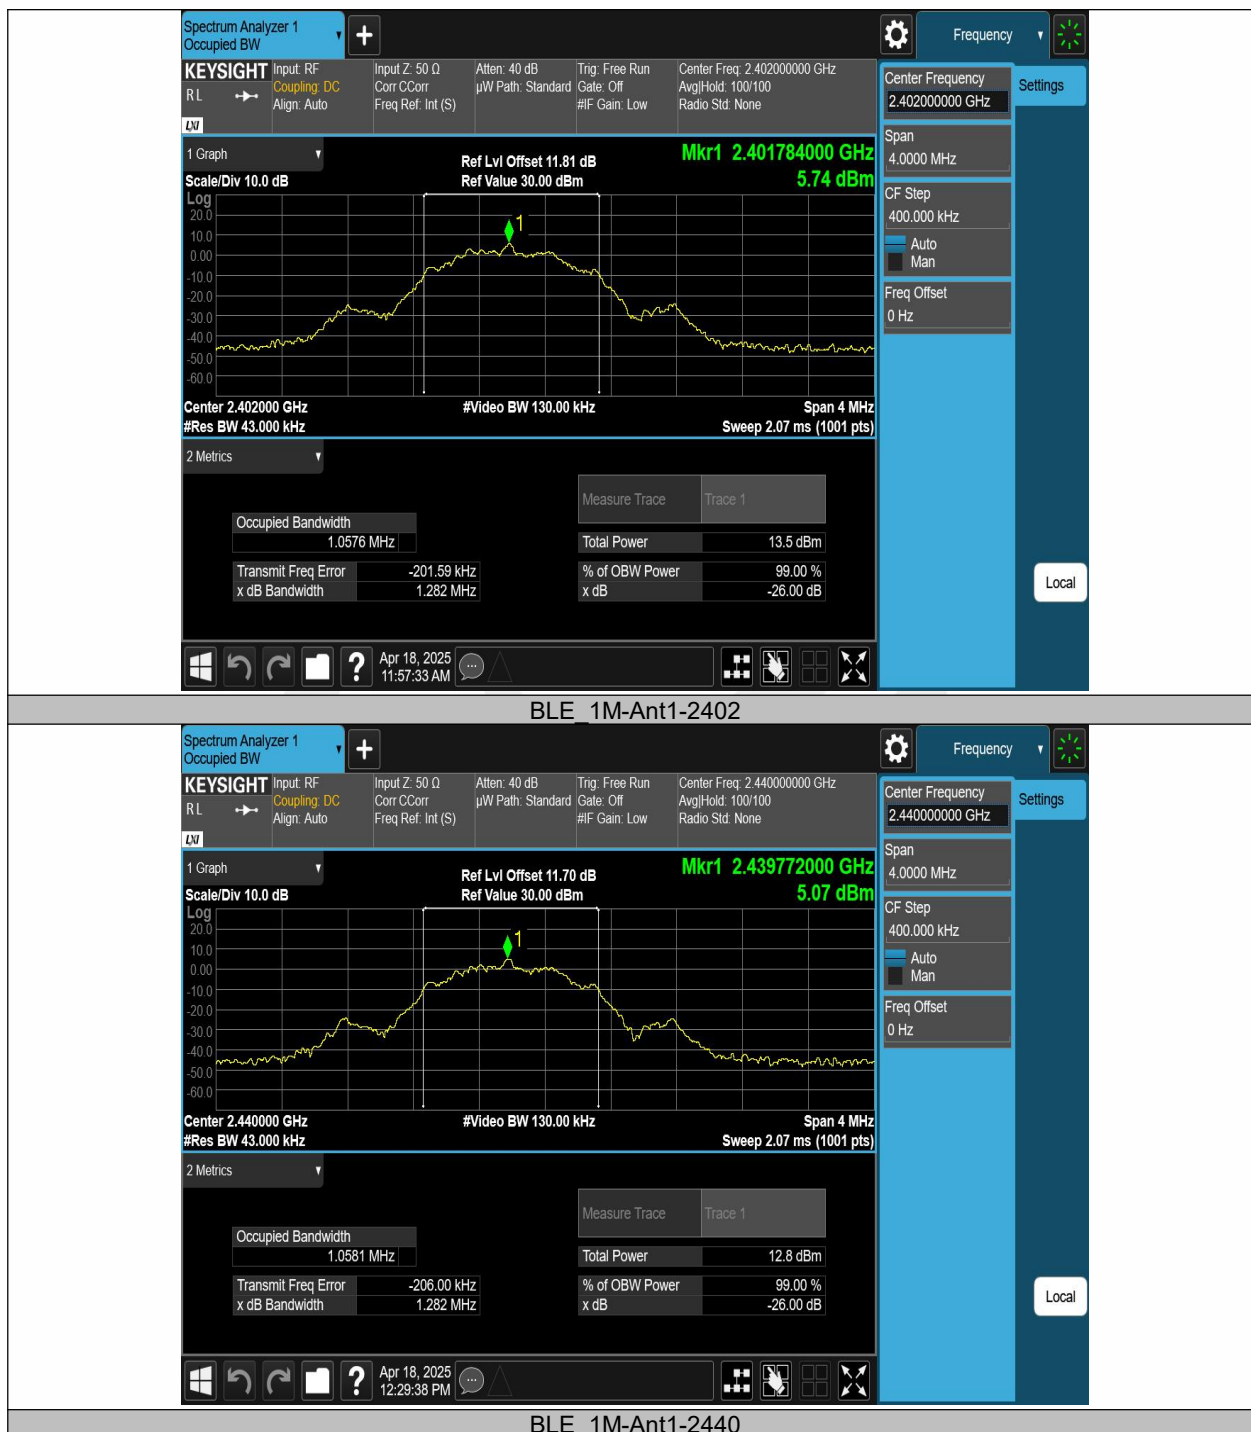 Spectrum Analyzer 1
Occupied BW
Frequency
KEYSIGHT
RL
LXI
Input: RF
Coupling: DC
Align: Auto
Input Z: 50 Ω
Corr CCorr
Freq Ref: Int (S)
Atten: 40 dB
µW Path: Standard
Trig: Free Run
Gate: Off
#IF Gain: Low
Center Freq: 2.402000000 GHz
Avg|Hold: 100/100
Radio Std: None
Center Frequency
2.402000000 GHz
Settings
Span
4.0000 MHz
CF Step
400.000 kHz
Auto
Man
Freq Offset
0 Hz
Local
1 Graph
Scale/Div 10.0 dB
Ref Lvl Offset 11.81 dB
Ref Value 30.00 dBm
Mkr1 2.401784000 GHz
5.74 dBm
Log
20.0
10.0
0.00
-10.0
-20.0
-30.0
-40.0
-50.0
-60.0
1
Center 2.402000 GHz
#Video BW 130.00 kHz
Span 4 MHz
#Res BW 43.000 kHz
Sweep 2.07 ms (1001 pts)
2 Metrics
Measure Trace Trace 1
Occupied Bandwidth
1.0576 MHz
Total Power 13.5 dBm
Transmit Freq Error -201.59 kHz
% of OBW Power 99.00 %
x dB Bandwidth 1.282 MHz
x dB -26.00 dB
?
Apr 18, 2025
11:57:33 AM
BLE_1M-Ant1-2402
Spectrum Analyzer 1
Occupied BW
Frequency
KEYSIGHT
RL
LXI
Input: RF
Coupling: DC
Align: Auto
Input Z: 50 Ω
Corr CCorr
Freq Ref: Int (S)
Atten: 40 dB
µW Path: Standard
Trig: Free Run
Gate: Off
#IF Gain: Low
Center Freq: 2.440000000 GHz
Avg|Hold: 100/100
Radio Std: None
Center Frequency
2.440000000 GHz
Settings
Span
4.0000 MHz
CF Step
400.000 kHz
Auto
Man
Freq Offset
0 Hz
Local
1 Graph
Scale/Div 10.0 dB
Ref Lvl Offset 11.70 dB
Ref Value 30.00 dBm
Mkr1 2.439772000 GHz
5.07 dBm
Log
20.0
10.0
0.00
-10.0
-20.0
-30.0
-40.0
-50.0
-60.0
1
Center 2.440000 GHz
#Video BW 130.00 kHz
Span 4 MHz
#Res BW 43.000 kHz
Sweep 2.07 ms (1001 pts)
2 Metrics
Measure Trace Trace 1
Occupied Bandwidth
1.0581 MHz
Total Power 12.8 dBm
Transmit Freq Error -206.00 kHz
% of OBW Power 99.00 %
x dB Bandwidth 1.282 MHz
x dB -26.00 dB
?
Apr 18, 2025
12:29:38 PM
BLE_1M-Ant1-2440